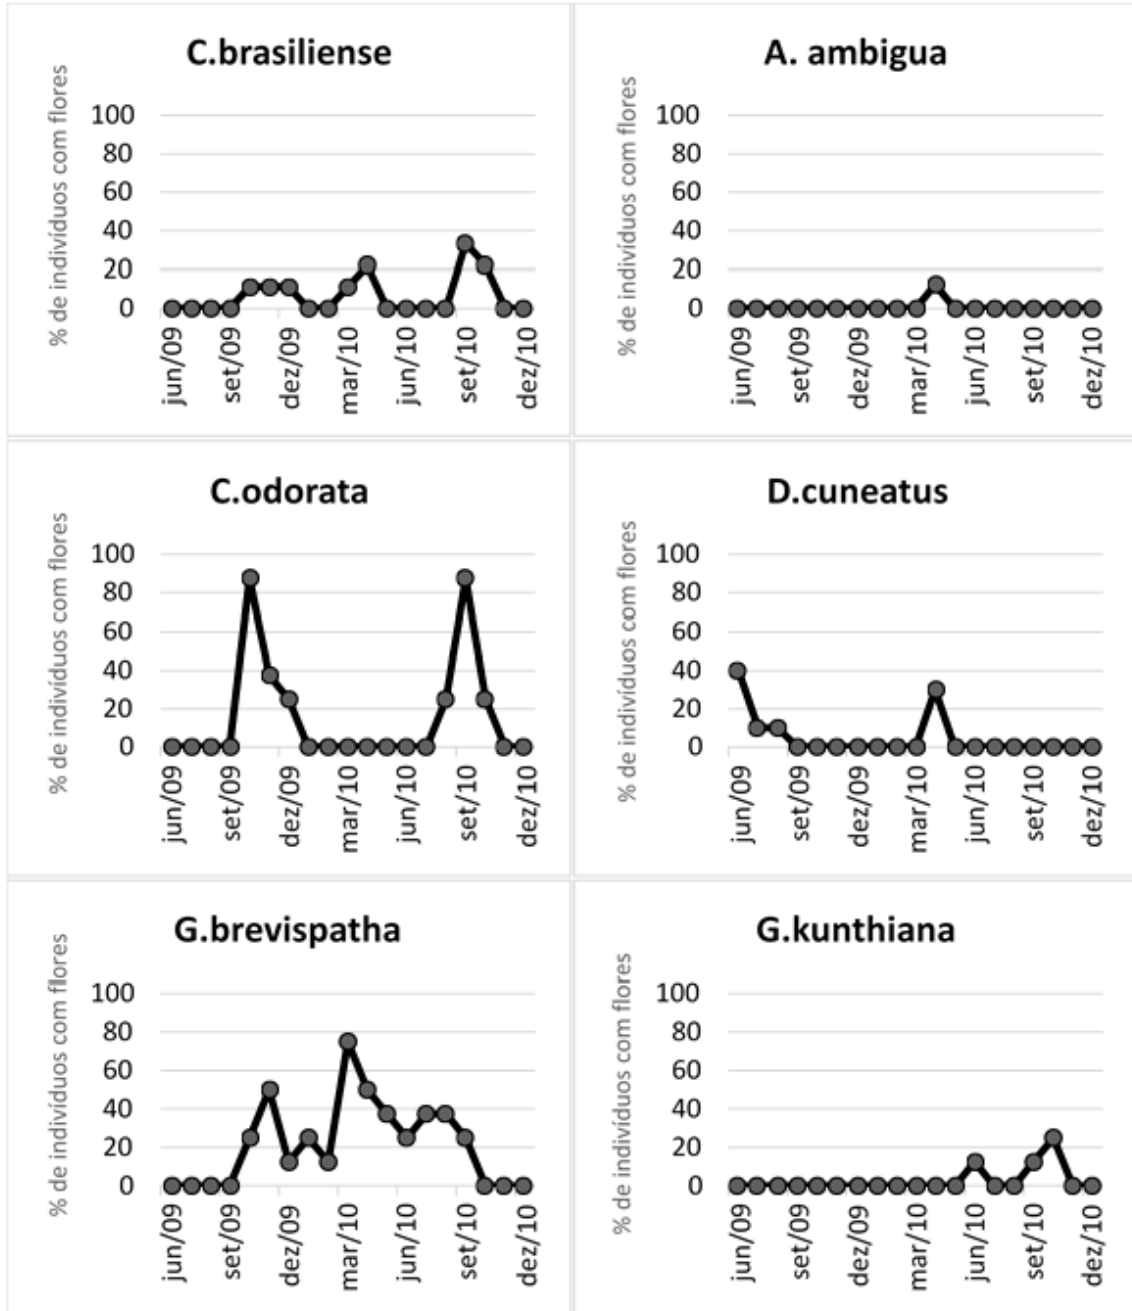 C.brasiliense
% de indivíduos com flores
100
80
60
40
20
0
jun/09
set/09
dez/09
mar/10
jun/10
set/10
dez/10
A. ambigua
% de indivíduos com flores
100
80
60
40
20
0
jun/09
set/09
dez/09
mar/10
jun/10
set/10
dez/10
C.odorata
% de indivíduos com flores
100
80
60
40
20
0
jun/09
set/09
dez/09
mar/10
jun/10
set/10
dez/10
D.cuneatus
% de indivíduos com flores
100
80
60
40
20
0
jun/09
set/09
dez/09
mar/10
jun/10
set/10
dez/10
G.brevispatha
% de indivíduos com flores
100
80
60
40
20
0
jun/09
set/09
dez/09
mar/10
jun/10
set/10
dez/10
G.kunthiana
% de indivíduos com flores
100
80
60
40
20
0
jun/09
set/09
dez/09
mar/10
jun/10
set/10
dez/10